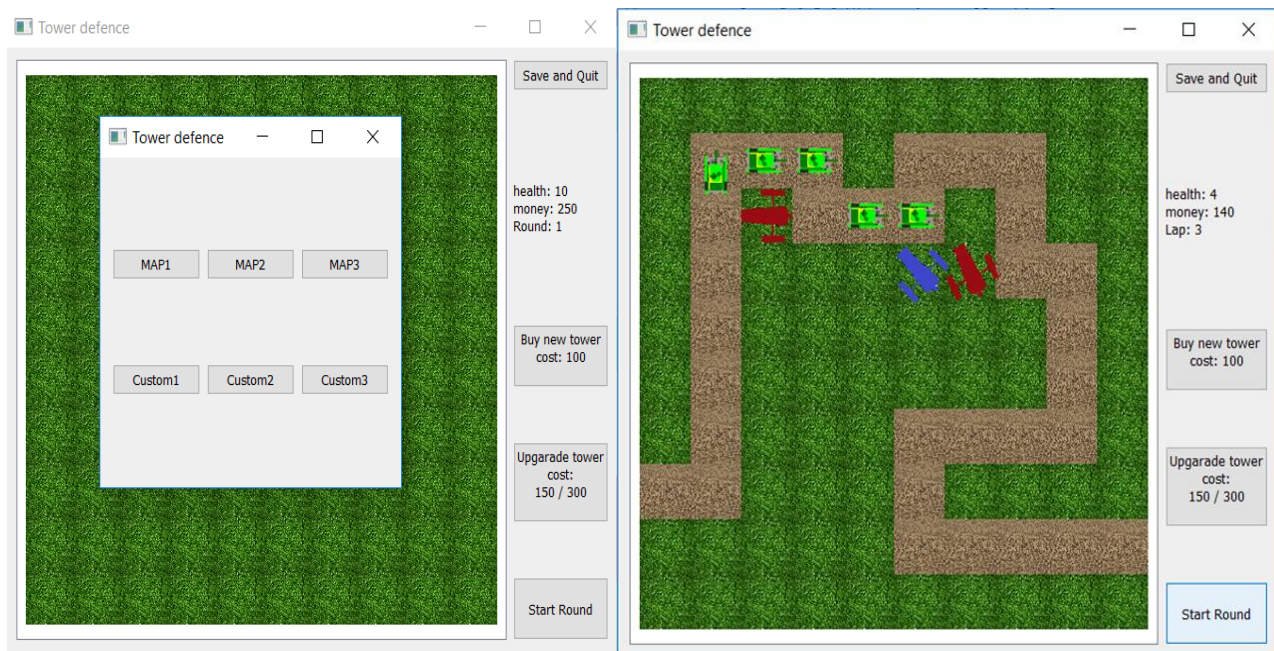 Tower defence
Save and Quit
Tower defence
MAP1 MAP2 MAP3
Custom1 Custom2 Custom3
health: 10
money: 250
Round: 1
Buy new tower
cost: 100
Upgarade tower
cost:
150 / 300
Start Round
Tower defence
Save and Quit
health: 4
money: 140
Lap: 3
Buy new tower
cost: 100
Upgarade tower
cost:
150 / 300
Start Round